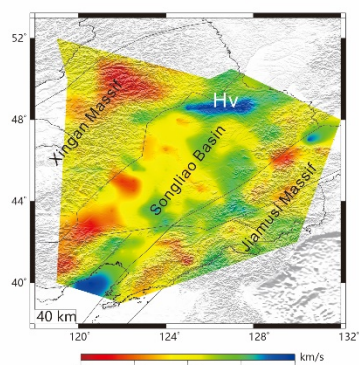 52°
48°
44°
40°
Hv
Xingan Massif
Songliao Basin
Jiamusi Massif
40 km
120° 124° 128° 132°
km/s